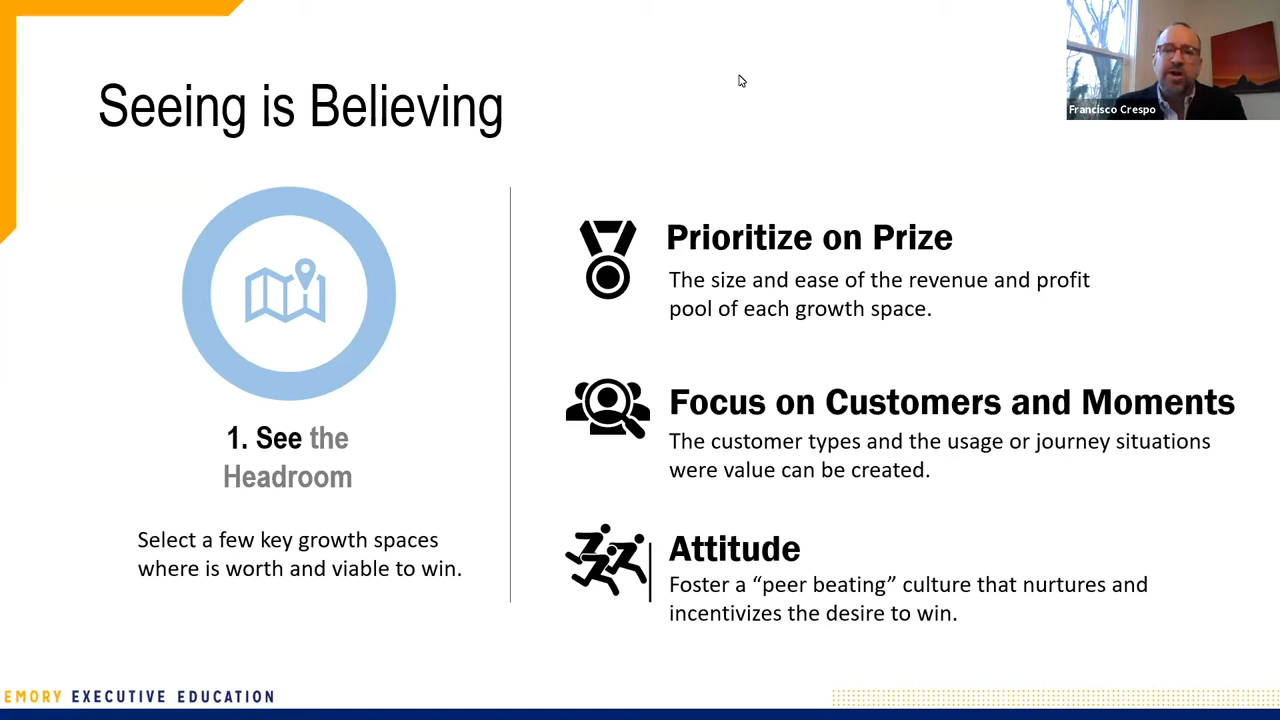 Seeing is Believing
Francisco Crespo
1. See the
Headroom
Select a few key growth spaces
where is worth and viable to win.
Prioritize on Prize
The size and ease of the revenue and profit
pool of each growth space.
Focus on Customers and Moments
The customer types and the usage or journey situations
were value can be created.
Attitude
Foster a “peer beating” culture that nurtures and
incentivizes the desire to win.
EMORY EXECUTIVE EDUCATION